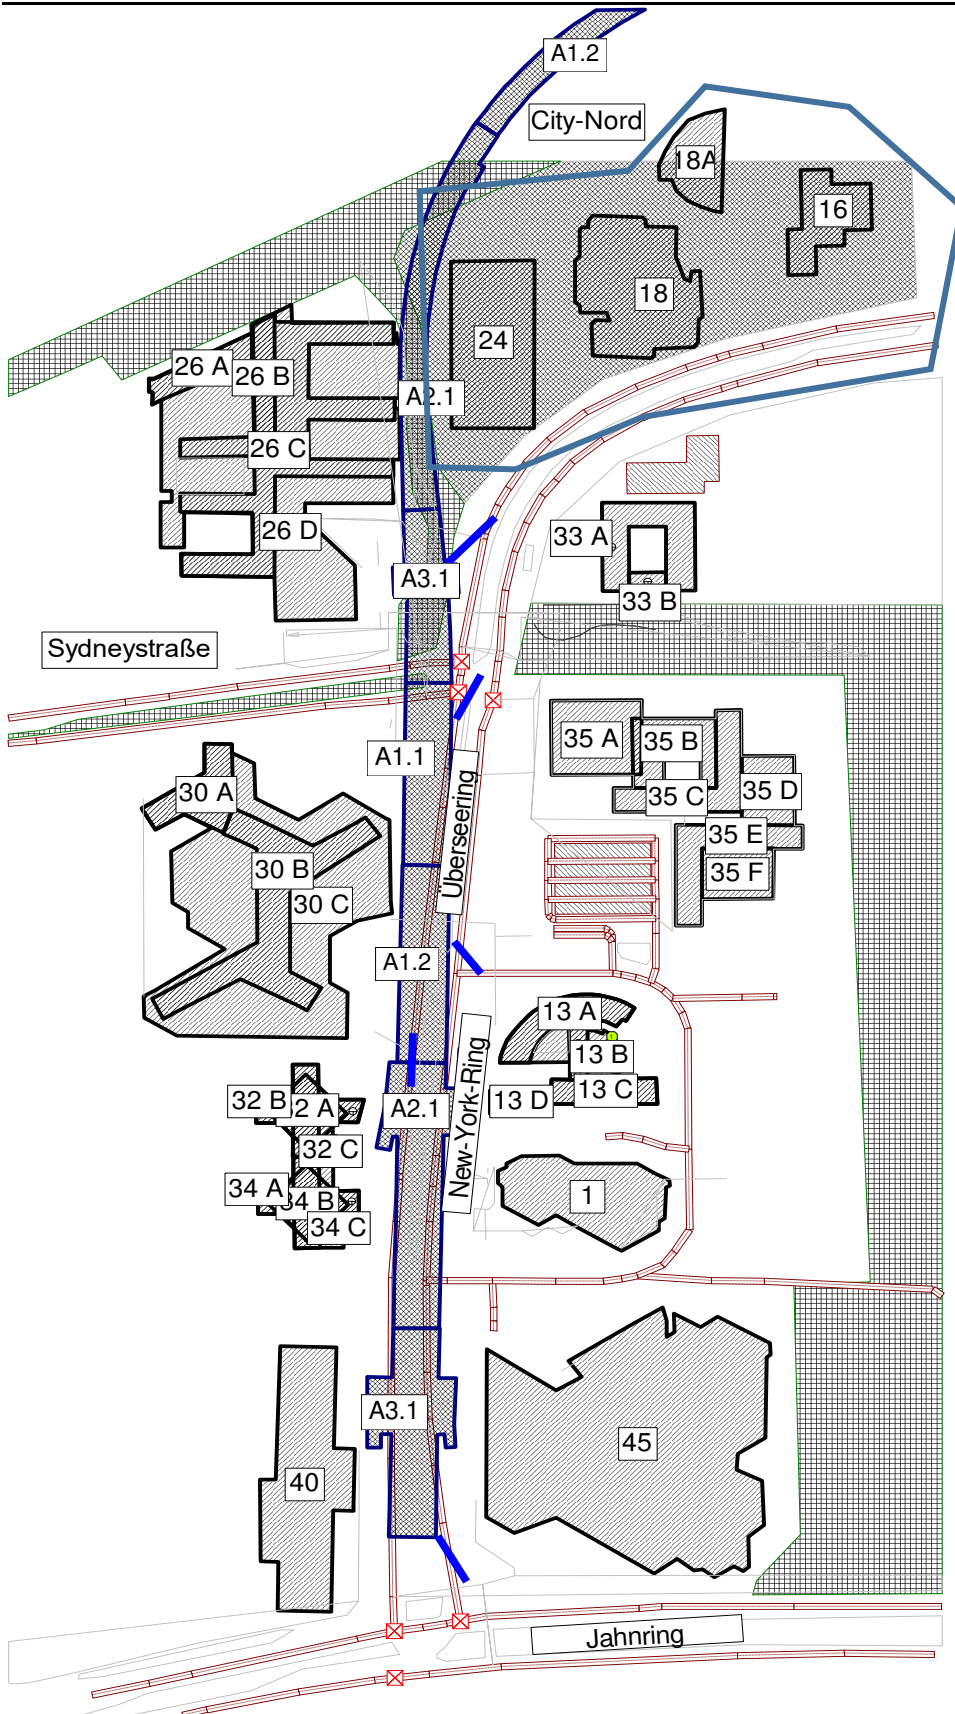 A1.2
City-Nord
18A
16
18
24
26 A
26 B
A2.1
26 C
26 D
33 A
A3.1
33 B
Sydneystraße
35 A
35 B
A1.1
30 A
35 D
35 C
Überseering
35 E
30 B
35 F
30 C
A1.2
13 A
13 B
13 C
32 B
32 A
A2.1
13 D
New-York-Ring
32 C
34 A
1
34 B
34 C
A3.1
45
40
Jahnring